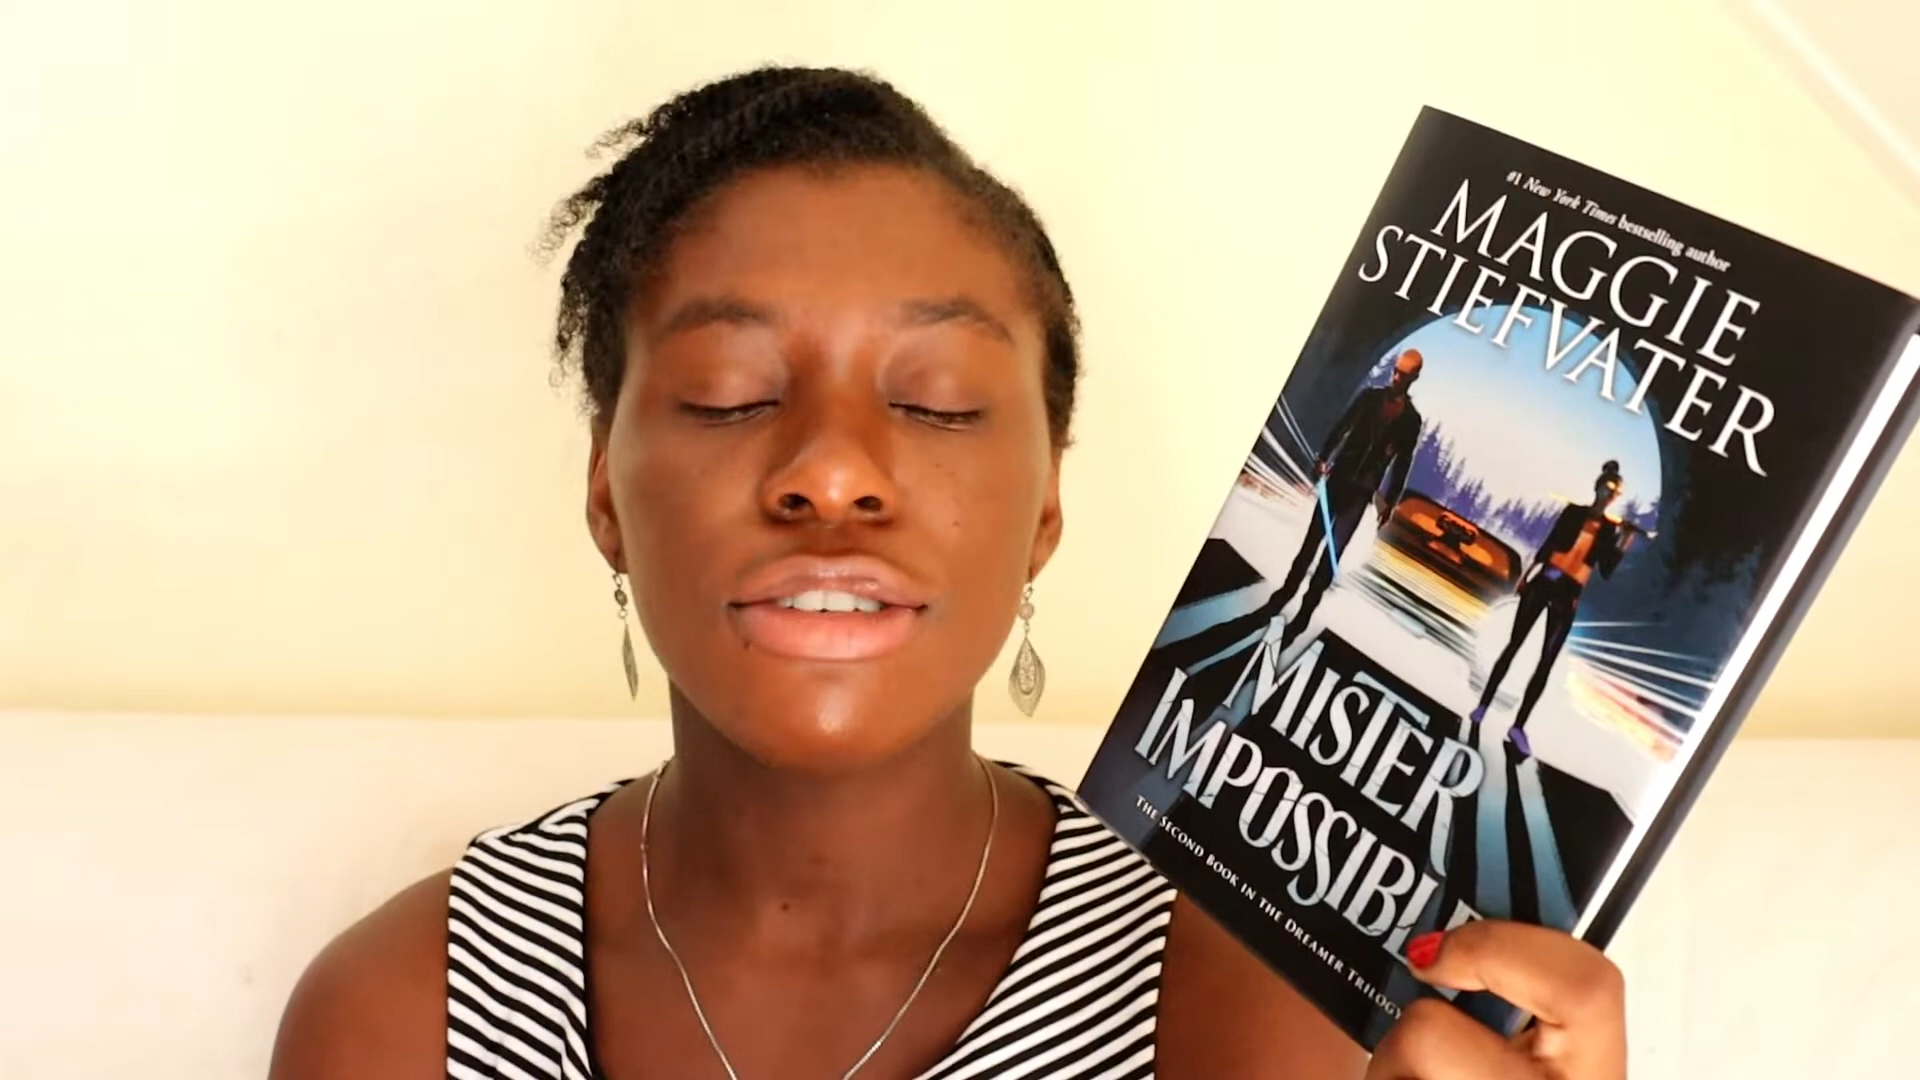 #1 New York Times bestselling author
MAGGIE
STIEFVATER
MISTER
IMPOSSIBLE
THE SECOND BOOK IN THE DREAMER TRILOGY